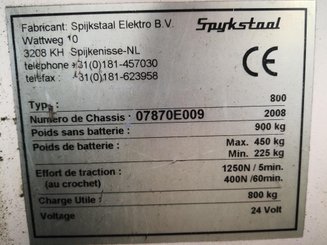 Fabricant: Spijkstaal Elektro B.V.
Spykstaal
Wattweg 10
3208 KH Spijkenisse-NL
telephone +31(0)181-457030
telefax : +31(0)181-623958
CE
Type : 800
Numero de Chassis : 07870E009 2008
Poids sans batterie : 900 kg
Poids de batterie : Max. 450 kg
Min. 225 kg
Effort de traction : 1250N / 5min.
(au crochet) 400N /60min.
Charge Utile : 800 kg
Voltage 24 Volt